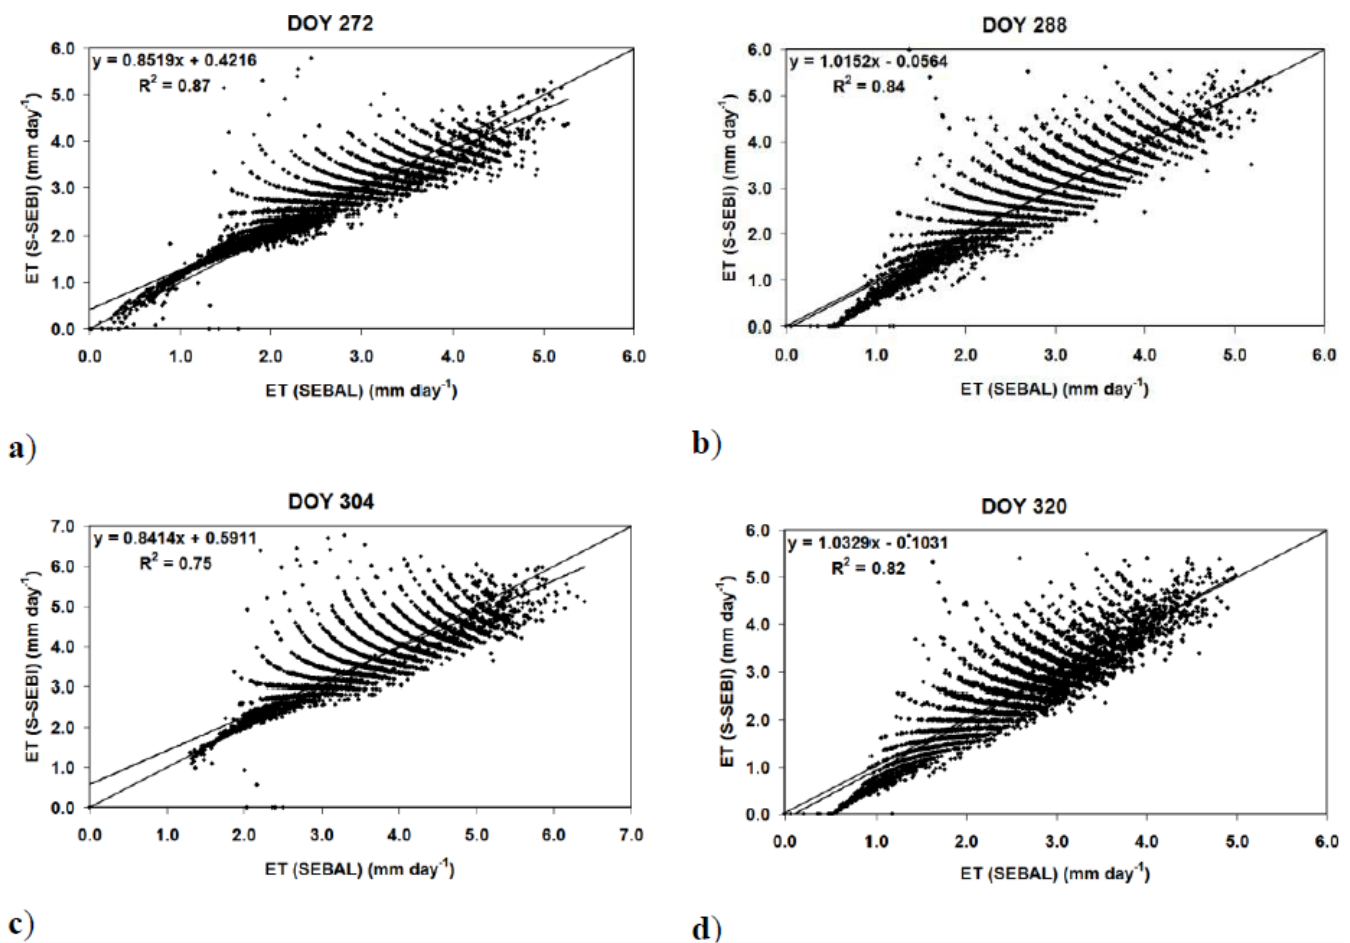 DOY 272
y = 0.8519x + 0.4216
R² = 0.87
ET (S-SEBI) (mm day⁻¹)
6.0
5.0
4.0
3.0
2.0
1.0
0.0
0.0 1.0 2.0 3.0 4.0 5.0 6.0
ET (SEBAL) (mm day⁻¹)
a)
DOY 288
y = 1.0152x - 0.0564
R² = 0.84
ET (S-SEBI) (mm day⁻¹)
6.0
5.0
4.0
3.0
2.0
1.0
0.0
0.0 1.0 2.0 3.0 4.0 5.0 6.0
ET (SEBAL) (mm day⁻¹)
b)
DOY 304
y = 0.8414x + 0.5911
R² = 0.75
ET (S-SEBI) (mm day⁻¹)
7.0
6.0
5.0
4.0
3.0
2.0
1.0
0.0
0.0 1.0 2.0 3.0 4.0 5.0 6.0 7.0
ET (SEBAL) (mm day⁻¹)
c)
DOY 320
y = 1.0329x - 0.1031
R² = 0.82
ET (S-SEBI) (mm day⁻¹)
6.0
5.0
4.0
3.0
2.0
1.0
0.0
0.0 1.0 2.0 3.0 4.0 5.0 6.0
ET (SEBAL) (mm day⁻¹)
d)